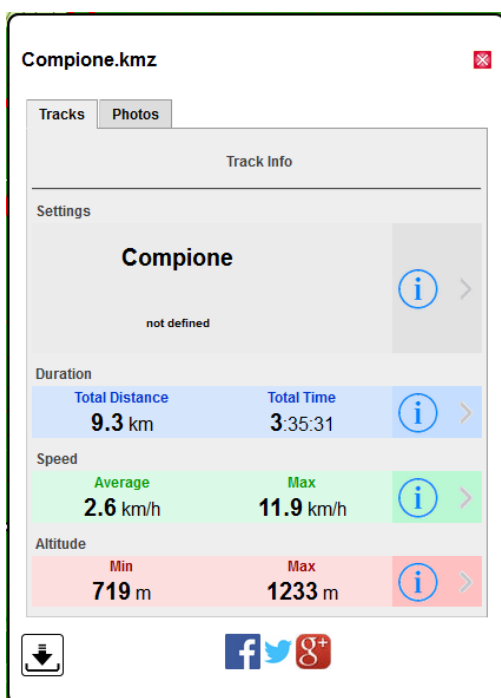 Compione.kmz
Tracks Photos
Track Info
Settings
Compione
not defined
Duration
Total Distance Total Time
9.3 km 3:35:31
Speed
Average Max
2.6 km/h 11.9 km/h
Altitude
Min Max
719 m 1233 m